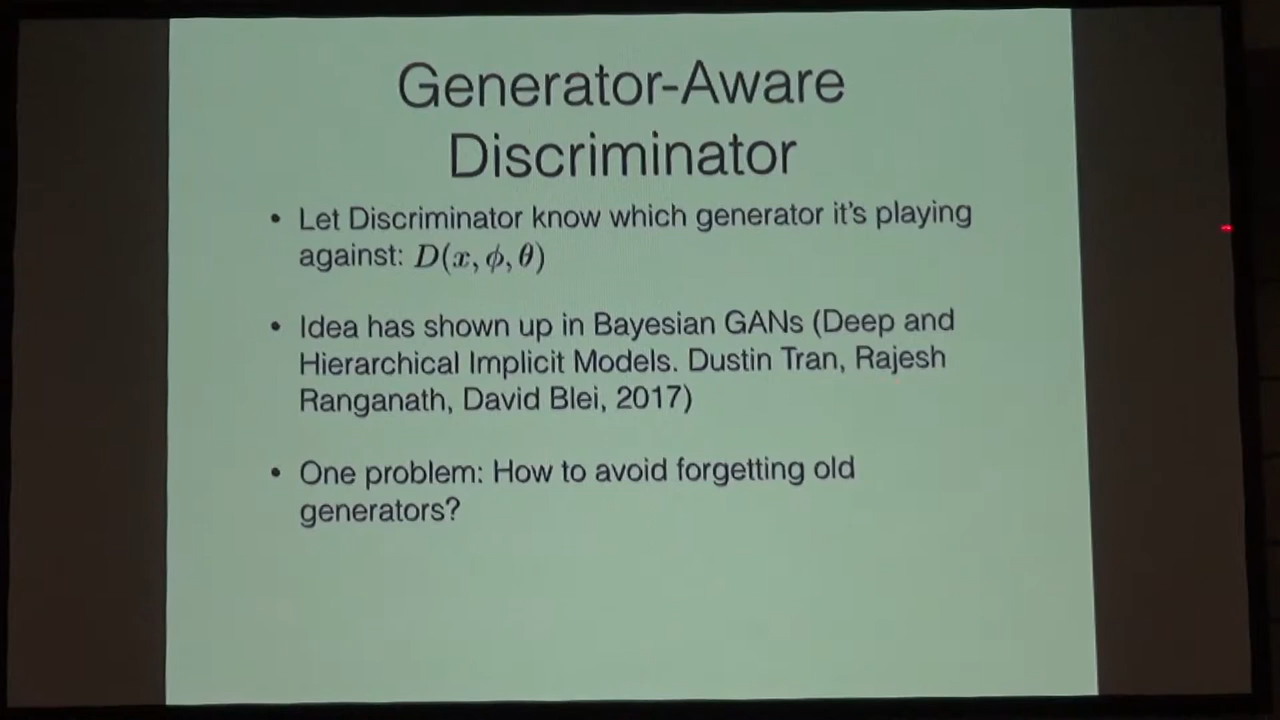 Generator-Aware
Discriminator
• Let Discriminator know which generator it's playing
against: D(x, ϕ, θ)
• Idea has shown up in Bayesian GANs (Deep and
Hierarchical Implicit Models. Dustin Tran, Rajesh
Ranganath, David Blei, 2017)
• One problem: How to avoid forgetting old
generators?